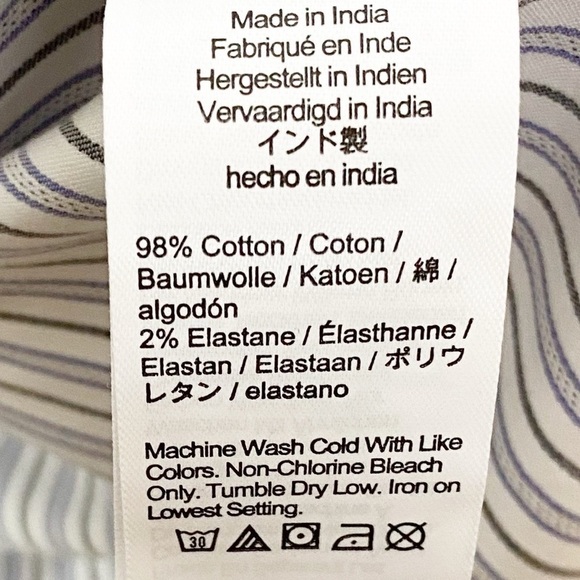 Made in India
Fabriqué en Inde
Hergestellt in Indien
Vervaardigd in India
インド製
hecho en india
98% Cotton / Coton /
Baumwolle / Katoen / 綿 /
algodón
2% Elastane / Élasthanne /
Elastan / Elastaan / ポリウ
レタン / elastano
Machine Wash Cold With Like
Colors. Non-Chlorine Bleach
Only. Tumble Dry Low. Iron on
Lowest Setting.
30